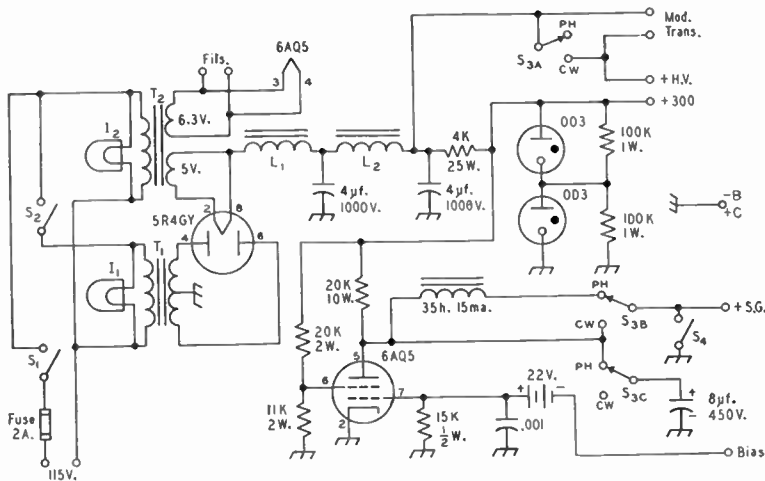 PH
Mod.
Trans.
S3A
CW
+H.V.
+300
Fils.
6AQ5
3
4
T2
I2
6.3V.
5V.
L1
L2
4K
25W.
OD3
100K
1W.
4µf.
1000V.
4µf.
1000V.
S2
5R4GY
2
8
4
6
OD3
100K
1W.
-B
+C
I1
T1
20K
10W.
35h. 15ma.
PH
S3B
+S.G.
S4
CW
20K
2W.
6AQ5
5
6
7
2
PH
S3C
CW
8µf.
450V.
+
-
S1
Fuse
2A.
115V.
11K
2W.
15K
½W.
.001
+
22V.
-
Bias